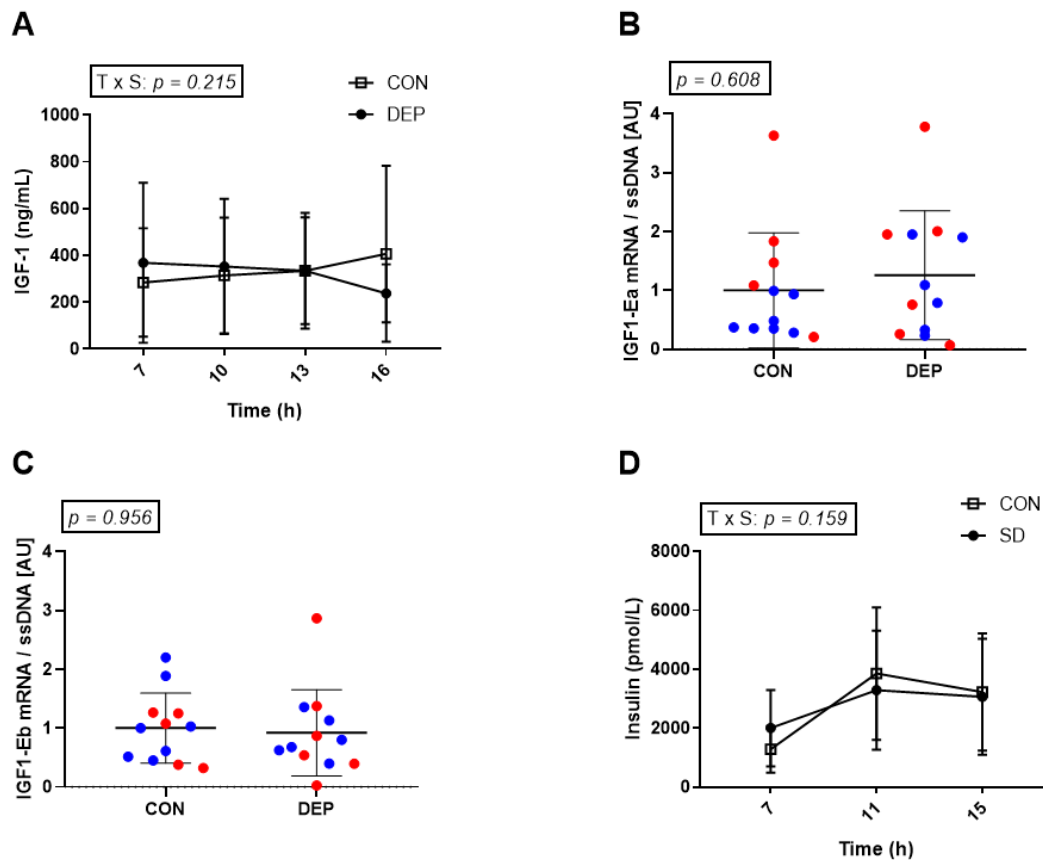 A
T x S: p = 0.215
CON
DEP
1000
800
600
400
200
0
IGF-1 (ng/mL)
7
10
13
16
Time (h)
B
p = 0.608
4
3
2
1
0
IGF1-Ea mRNA / ssDNA [AU]
CON
DEP
C
p = 0.956
4
3
2
1
0
IGF1-Eb mRNA / ssDNA [AU]
CON
DEP
D
T x S: p = 0.159
CON
SD
8000
6000
4000
2000
0
Insulin (pmol/L)
7
11
15
Time (h)